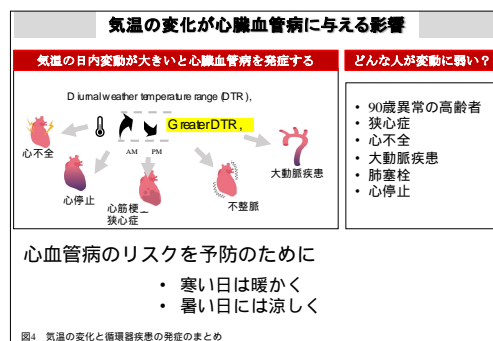 気温の変化が心臓血管病に与える影響
気温の日内変動が大きいと心臓血管病を発症する
Diurnal weather temperature range (DTR),
Greater DTR,
AM PM
心不全
心停止
心筋梗
狭心症
不整脈
大動脈疾患
どんな人が変動に弱い?
・ 90歳異常の高齢者
・ 狭心症
・ 心不全
・ 大動脈疾患
・ 肺塞栓
・ 心停止
心血管病のリスクを予防のために
・ 寒い日は暖かく
・ 暑い日には涼しく
図4 気温の変化と循環器疾患の発症のまとめ